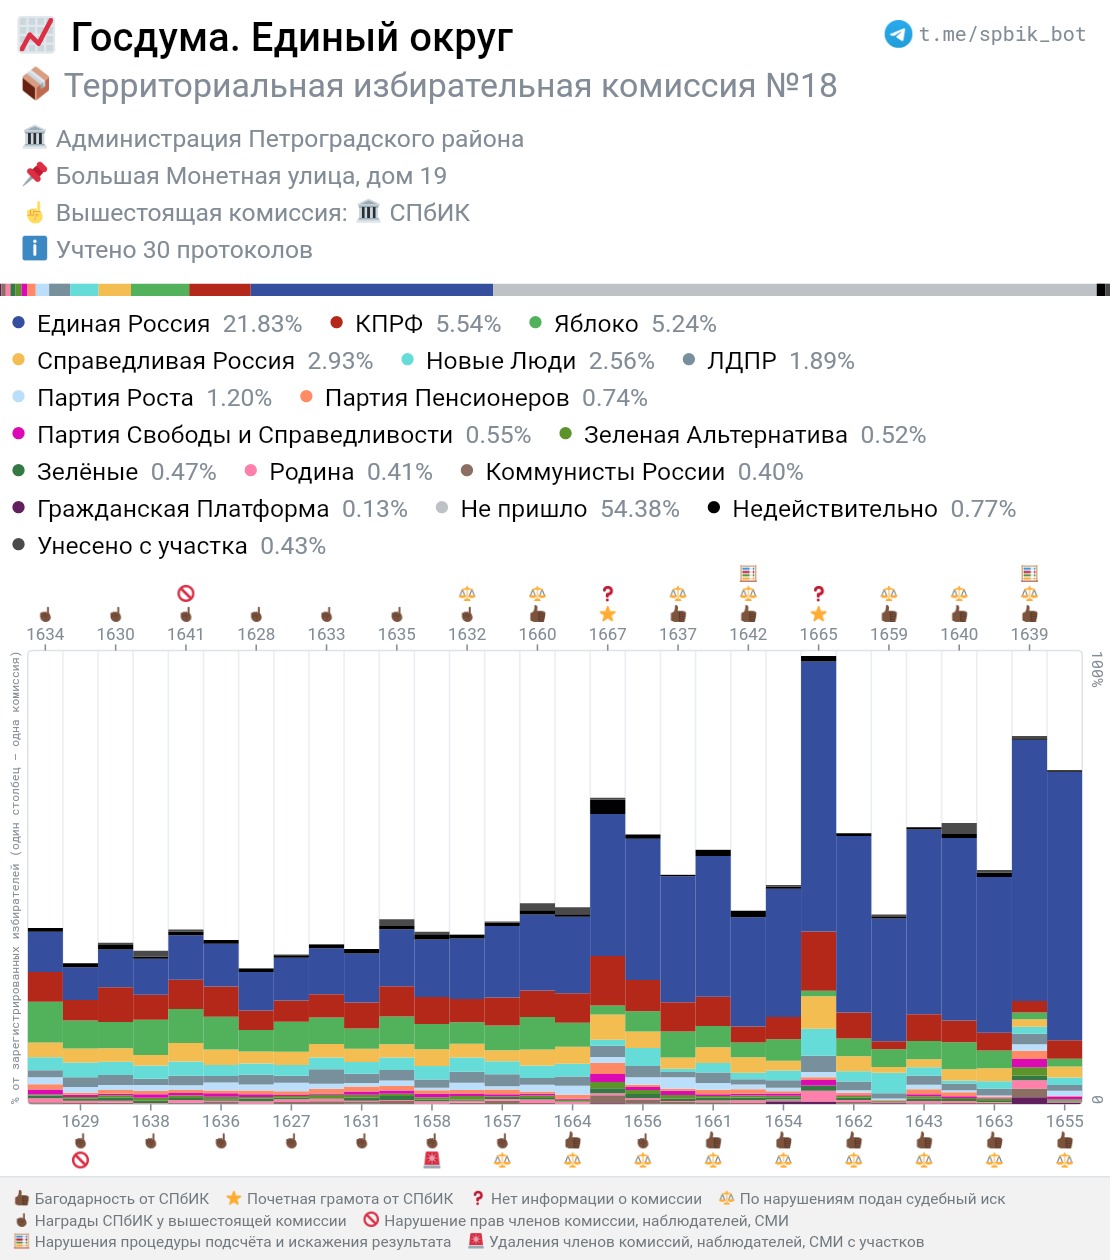 Госдума. Единый округ
t.me/spbik_bot
Территориальная избирательная комиссия №18
Администрация Петроградского района
Большая Монетная улица, дом 19
Вышестоящая комиссия: СПбИК
Учтено 30 протоколов
Единая Россия 21.83% КПРФ 5.54% Яблоко 5.24%
Справедливая Россия 2.93% Новые Люди 2.56% ЛДПР 1.89%
Партия Роста 1.20% Партия Пенсионеров 0.74%
Партия Свободы и Справедливости 0.55% Зеленая Альтернатива 0.52%
Зелёные 0.47% Родина 0.41% Коммунисты России 0.40%
Гражданская Платформа 0.13% Не пришло 54.38% Недействительно 0.77%
Унесено с участка 0.43%
1634 1630 1641 1628 1633 1635 1632 1660 1667 1637 1642 1665 1659 1640 1639
% от зарегистрированных избирателей (один столбец – одна комиссия)
100%
0
1629 1638 1636 1627 1631 1658 1657 1664 1656 1661 1654 1662 1643 1663 1655
Багодарность от СПбИК Почетная грамота от СПбИК Нет информации о комиссии По нарушениям подан судебный иск
Награды СПбИК у вышестоящей комиссии Нарушение прав членов комиссии, наблюдателей, СМИ
Нарушения процедуры подсчёта и искажения результата Удаления членов комиссий, наблюдателей, СМИ с участков